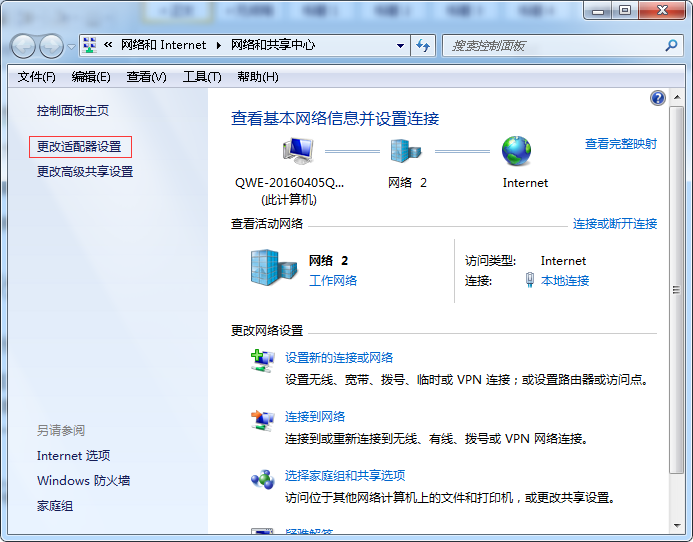 « 网络和 Internet ▸ 网络和共享中心
搜索控制面板
文件(F) 编辑(E) 查看(V) 工具(T) 帮助(H)
控制面板主页
更改适配器设置
更改高级共享设置
另请参阅
Internet 选项
Windows 防火墙
家庭组
查看基本网络信息并设置连接
QWE-20160405Q...
(此计算机)
网络 2
Internet
查看完整映射
查看活动网络
连接或断开连接
网络 2
工作网络
访问类型: Internet
连接: 本地连接
更改网络设置
设置新的连接或网络
设置无线、宽带、拨号、临时或 VPN 连接；或设置路由器或访问点。
连接到网络
连接到或重新连接到无线、有线、拨号或 VPN 网络连接。
选择家庭组和共享选项
访问位于其他网络计算机上的文件和打印机，或更改共享设置。
疑难解答